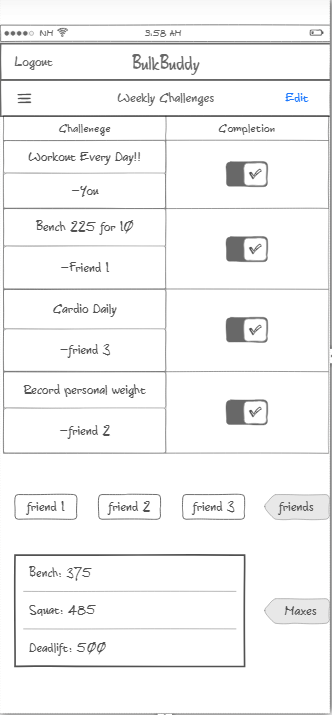 NH 3:58 AM
Logout BulkBuddy
Weekly Challenges Edit
Challenege Completion
Workout Every Day!!
-You
Bench 225 for 10
-Friend 1
Cardio Daily
-friend 3
Record personal weight
-friend 2
friend 1 friend 2 friend 3 friends
Bench: 375
Squat: 485 Maxes
Deadlift: 500